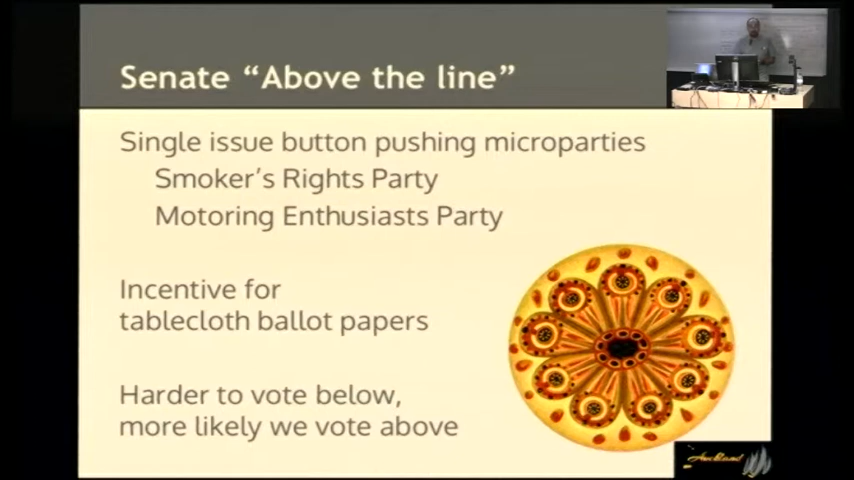 Senate “Above the line”
Single issue button pushing microparties
Smoker’s Rights Party
Motoring Enthusiasts Party
Incentive for
tablecloth ballot papers
Harder to vote below,
more likely we vote above
Auckland